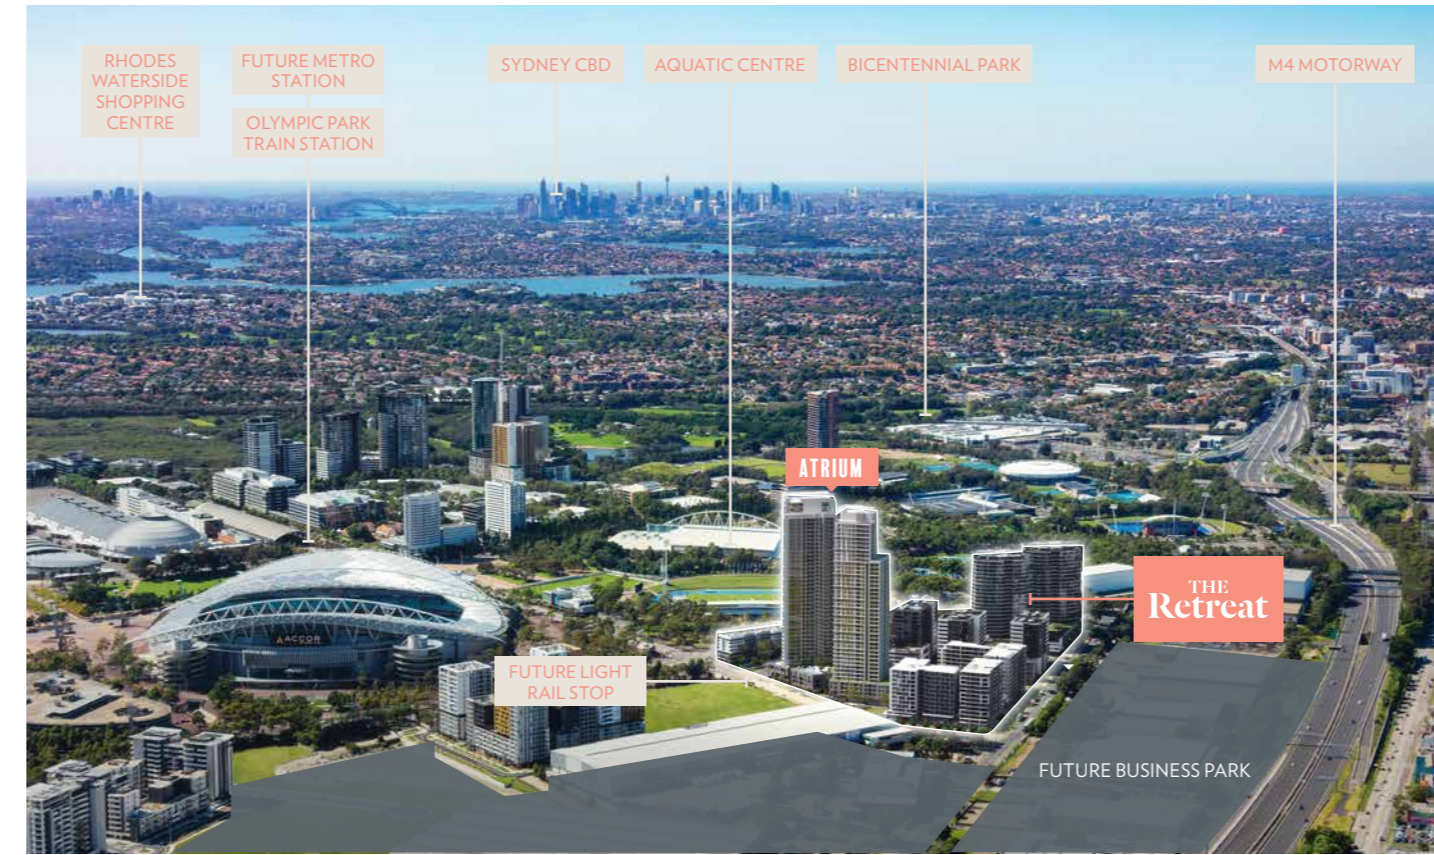 RHODES
WATERSIDE
SHOPPING
CENTRE
FUTURE METRO
STATION
OLYMPIC PARK
TRAIN STATION
SYDNEY CBD
AQUATIC CENTRE
BICENTENNIAL PARK
M4 MOTORWAY
ATRIUM
THE
Retreat
ACCOR
FUTURE LIGHT
RAIL STOP
FUTURE BUSINESS PARK